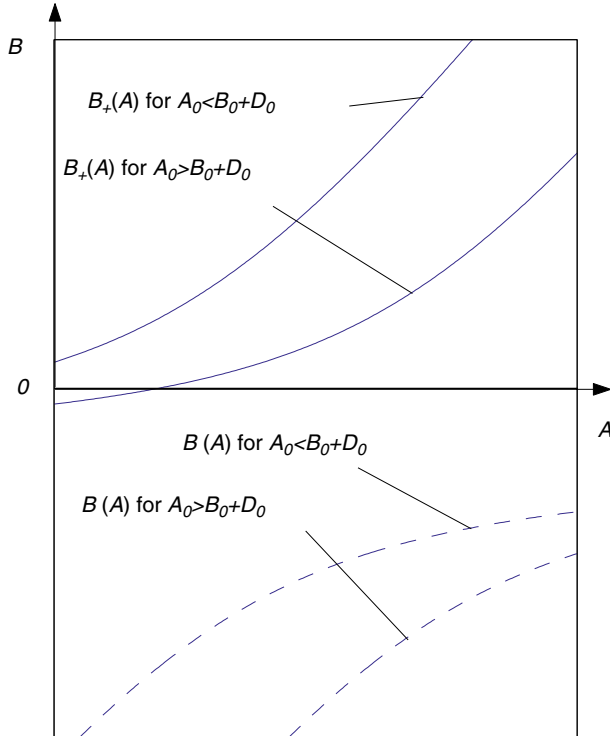 B
B₊(A) for A₀<B₀+D₀
B₊(A) for A₀>B₀+D₀
0
A
B (A) for A₀<B₀+D₀
B (A) for A₀>B₀+D₀